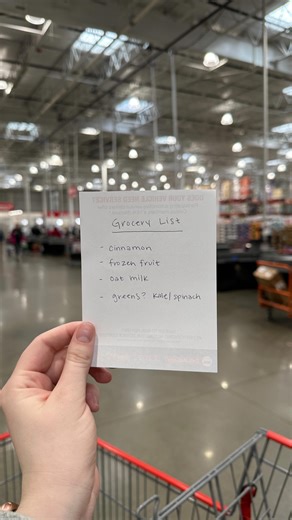 Grocery List
- cinnamon
- frozen fruit
- oat milk
- greens? kale/spinach